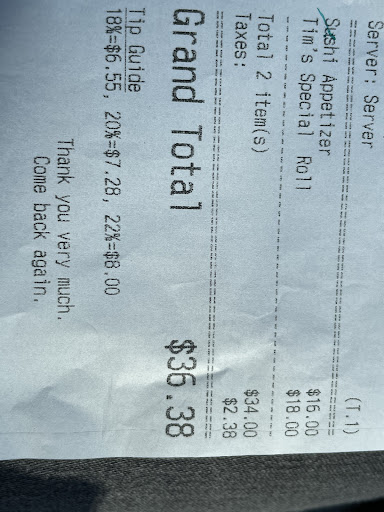 Server: Server (T.1)
================================
Sushi Appetizer $16.00
Tim's Special Roll $18.00
--------------------------------
Total 2 item(s) $34.00
Taxes: $2.38
================================
Grand Total $36.38
Tip Guide
18%=$6.55, 20%=$7.28, 22%=$8.00
Thank you very much.
Come back again.